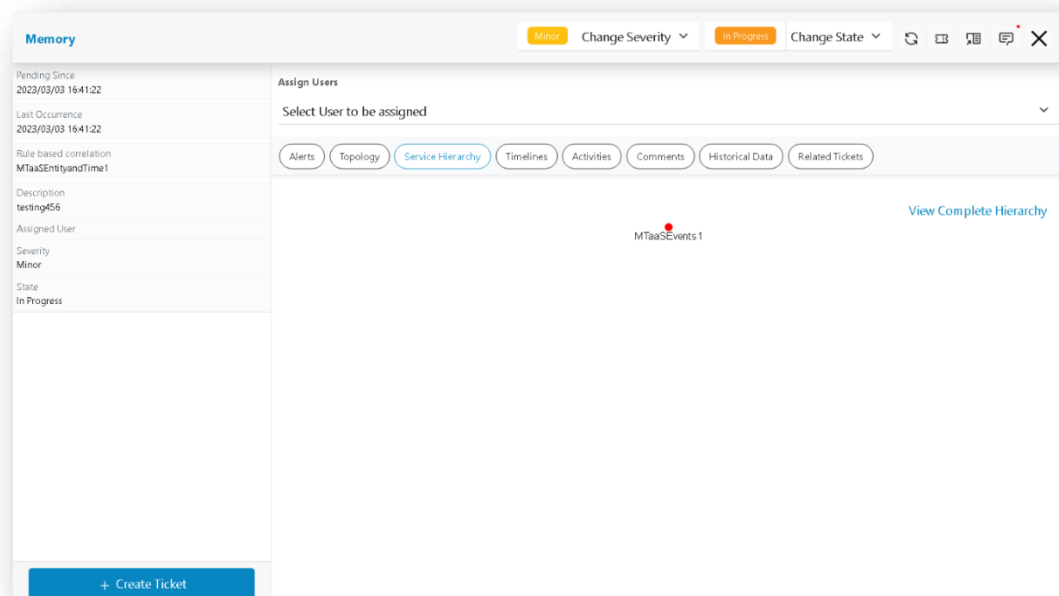 Memory
Minor Change Severity In Progress Change State
Pending Since
2023/03/03 16:41:22
Last Occurrence
2023/03/03 16:41:22
Rule based correlation
MTaaSEntityandTime1
Description
testing456
Assigned User
Severity
Minor
State
In Progress
+ Create Ticket
Assign Users
Select User to be assigned
Alerts Topology Service Hierarchy Timelines Activities Comments Historical Data Related Tickets
View Complete Hierarchy
MTaaSEvents1